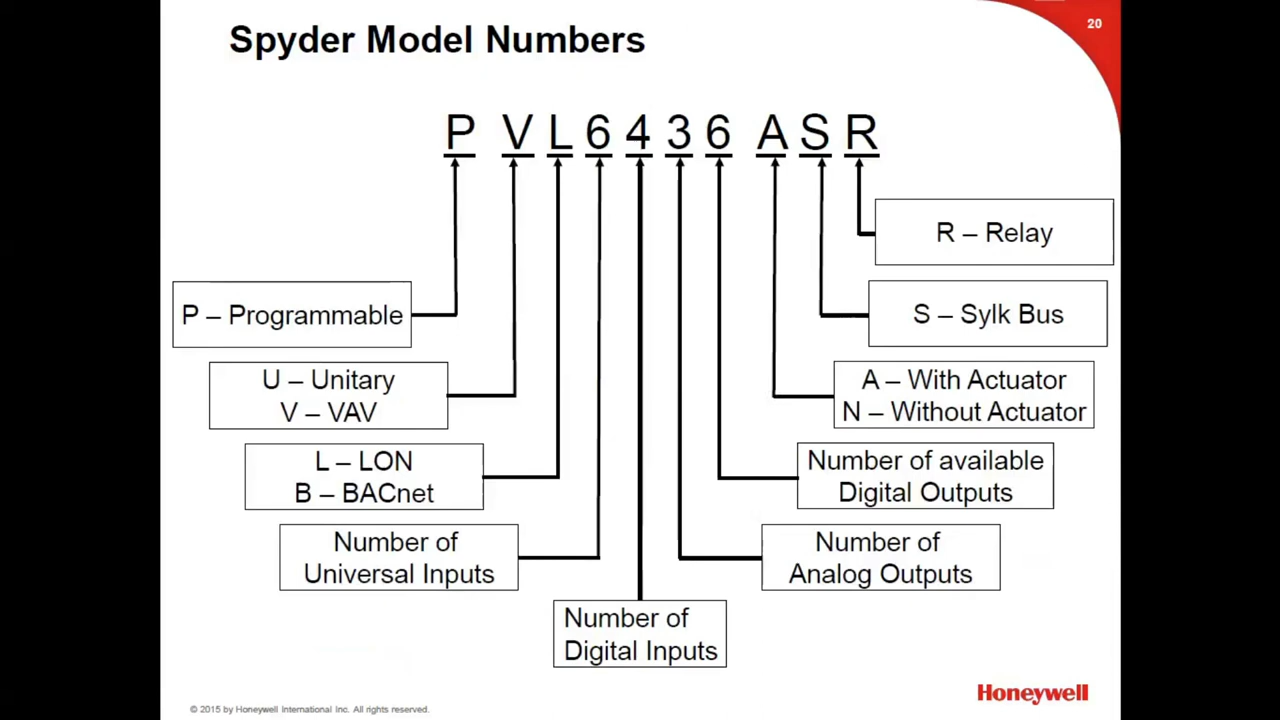 Spyder Model Numbers
20
P V L 6 4 3 6 A S R
R – Relay
P – Programmable
S – Sylk Bus
U – Unitary
V – VAV
A – With Actuator
N – Without Actuator
L – LON
B – BACnet
Number of available
Digital Outputs
Number of
Universal Inputs
Number of
Analog Outputs
Number of
Digital Inputs
Honeywell
© 2015 by Honeywell International Inc. All rights reserved.